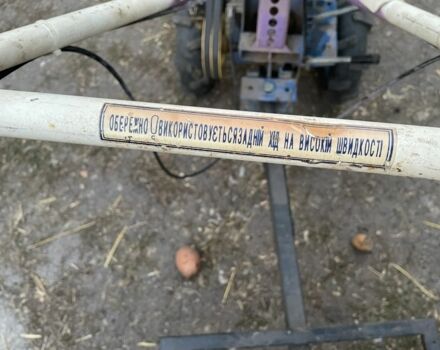 ОБЕРЕЖНО ВИКОРИСТОВУЄТЬСЯ ЗАДНІЙ ХІД НА ВИСОКІЙ ШВИДКОСТІ